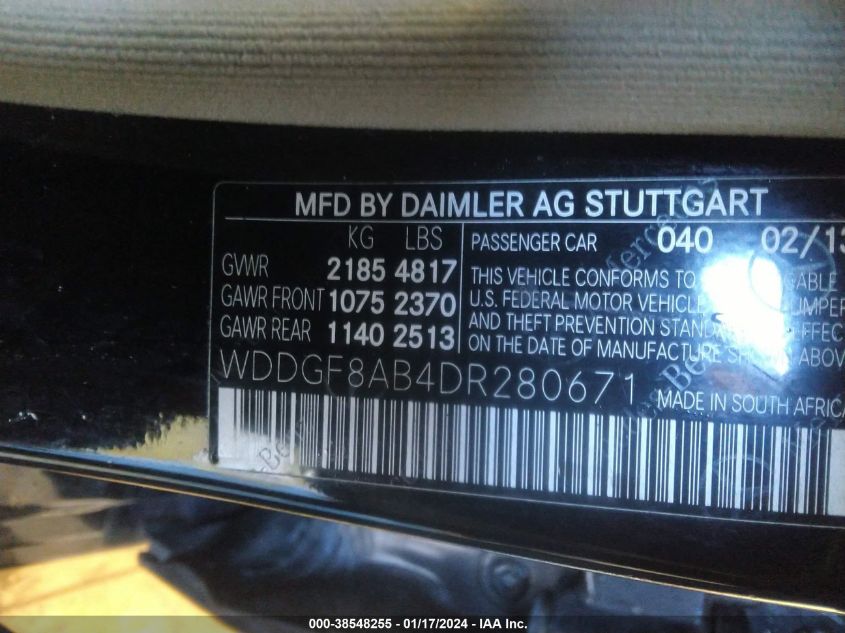 MFD BY DAIMLER AG STUTTGART
KG LBS
GVWR 2185 4817
GAWR FRONT 1075 2370
GAWR REAR 1140 2513
PASSENGER CAR 040 02/13
THIS VEHICLE CONFORMS TO
U.S. FEDERAL MOTOR VEHICLE
AND THEFT PREVENTION
ON THE DATE OF MANUFACTURE
WDDGF8AB4DR280671
MADE IN SOUTH AFRICA
000-38548255 - 01/17/2024 - IAA Inc.